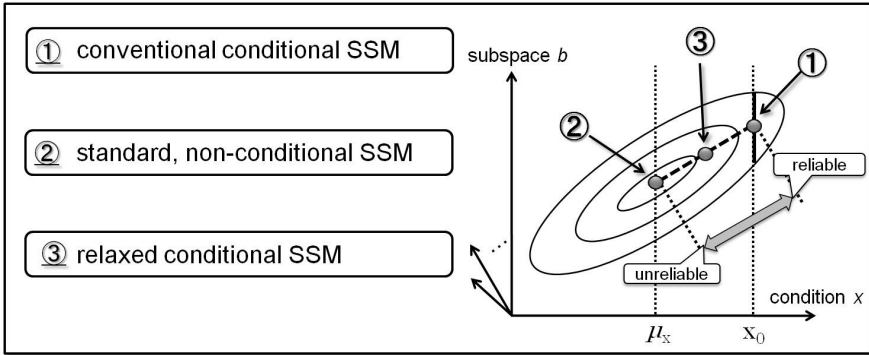 ① conventional conditional SSM
② standard, non-conditional SSM
③ relaxed conditional SSM
subspace b
③
①
②
reliable
unreliable
condition x
μx
x0